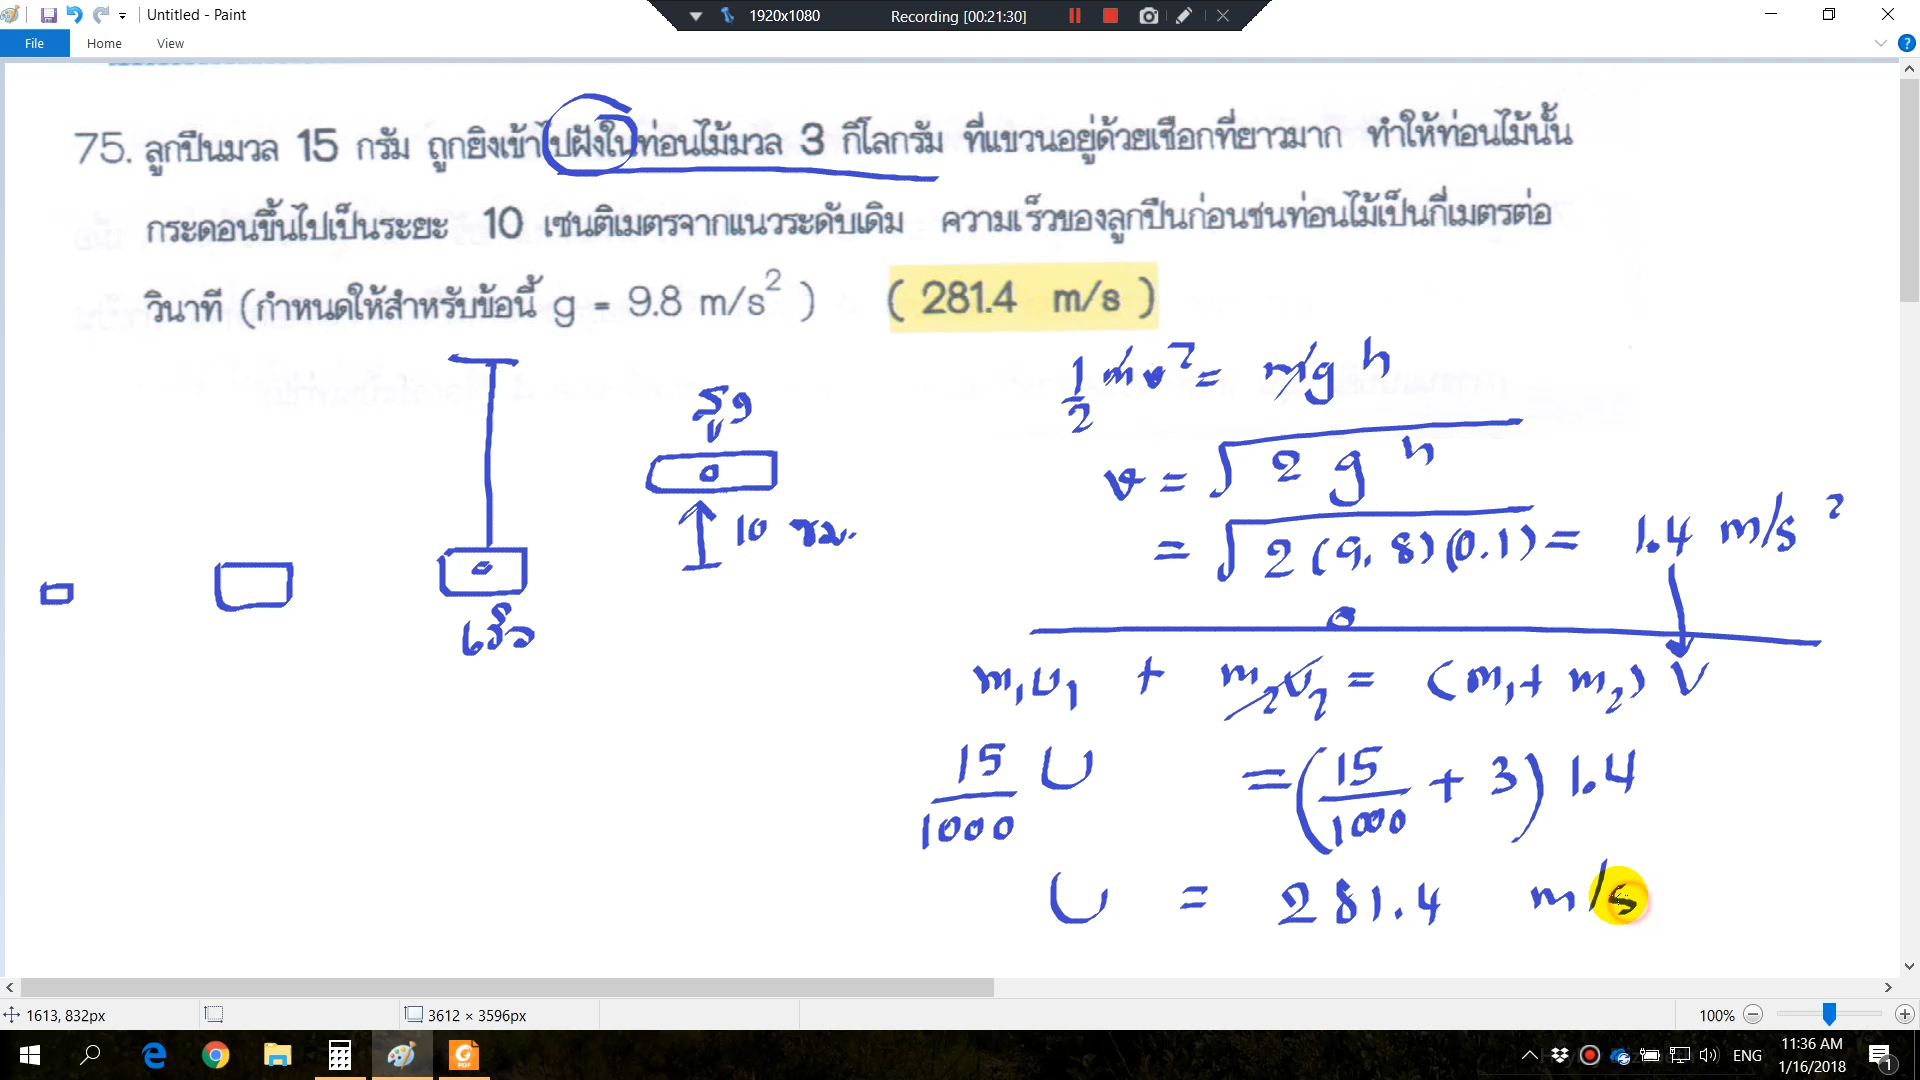 Untitled - Paint
1920x1080 Recording [00:21:30]
File Home View
75. ลูกปืนมวล 15 กรัม ถูกยิงเข้าไปฝังในท่อนไม้มวล 3 กิโลกรัม ที่แขวนอยู่ด้วยเชือกที่ยาวมาก ทำให้ท่อนไม้นั้น
กระดอนขึ้นไปเป็นระยะ 10 เซนติเมตรจากแนวระดับเดิม ความเร็วของลูกปืนก่อนชนท่อนไม้เป็นกี่เมตรต่อ
วินาที (กำหนดให้สำหรับข้อนี้ g = 9.8 m/s² ) ( 281.4 m/s )
สูง
10 ซม.
เร็ว
1/2 mv² = mgh
v = √2gh
= √2(9.8)(0.1) = 1.4 m/s²
0
m₁u₁ + m₂u₂ = (m₁+m₂)V
15/1000 U = (15/1000 + 3) 1.4
U = 281.4 m/s
1613, 832px 3612 × 3596px 100%
PDF
ENG 11:36 AM
1/16/2018
1